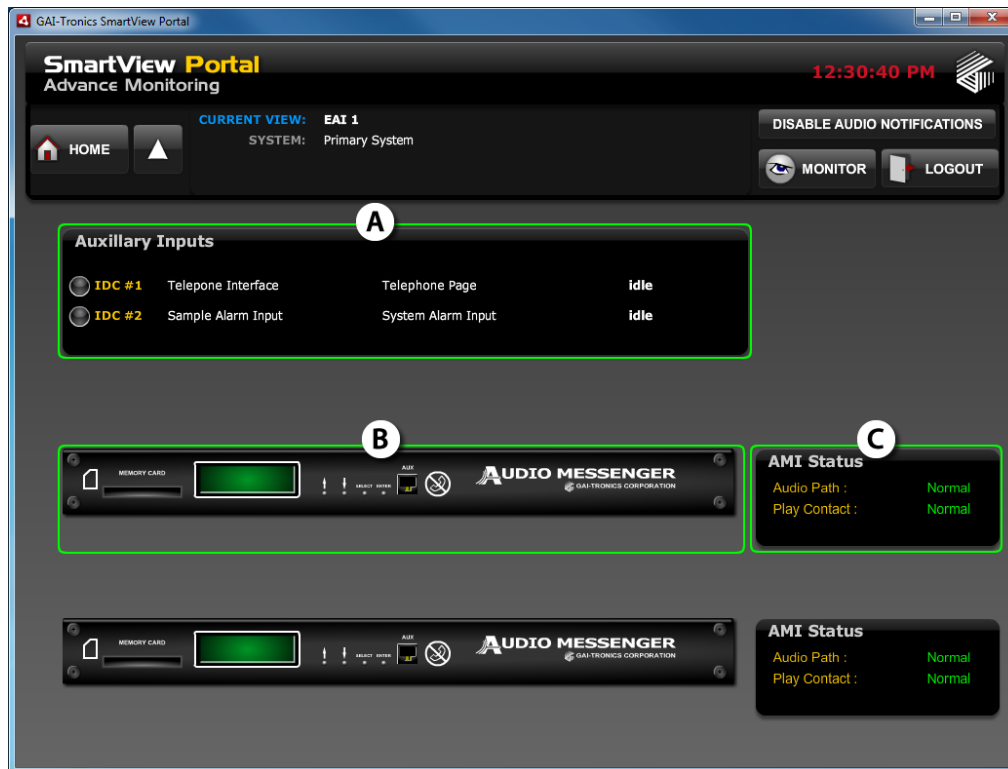 GAI-Tronics SmartView Portal
SmartView Portal
Advance Monitoring
12:30:40 PM
CURRENT VIEW: EAI 1
SYSTEM: Primary System
HOME
DISABLE AUDIO NOTIFICATIONS
MONITOR
LOGOUT
A
Auxillary Inputs
IDC #1 Telepone Interface Telephone Page idle
IDC #2 Sample Alarm Input System Alarm Input idle
B
C
MEMORY CARD
SELECT ENTER
AUX
AUDIO MESSENGER
GAI-TRONICS CORPORATION
AMI Status
Audio Path : Normal
Play Contact : Normal
MEMORY CARD
SELECT ENTER
AUX
AUDIO MESSENGER
GAI-TRONICS CORPORATION
AMI Status
Audio Path : Normal
Play Contact : Normal